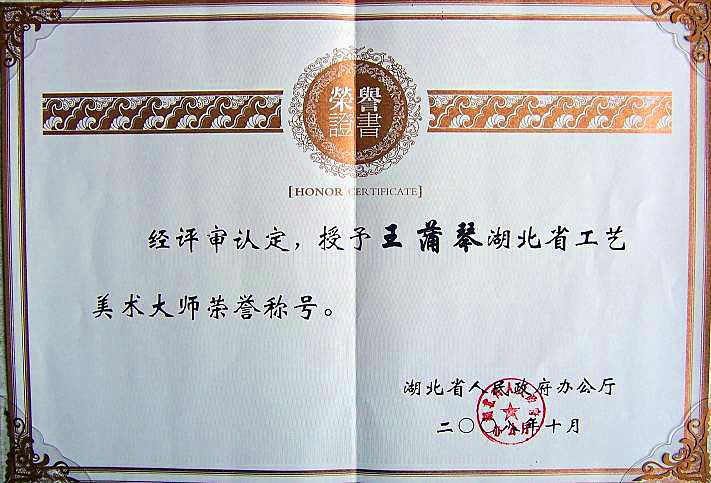 榮譽
證書
[HONOR CERTIFICATE]
经评审认定，授予王蒲琴湖北省工艺
美术大师荣誉称号。
湖北省人民政府办公厅
二〇〇八年十月